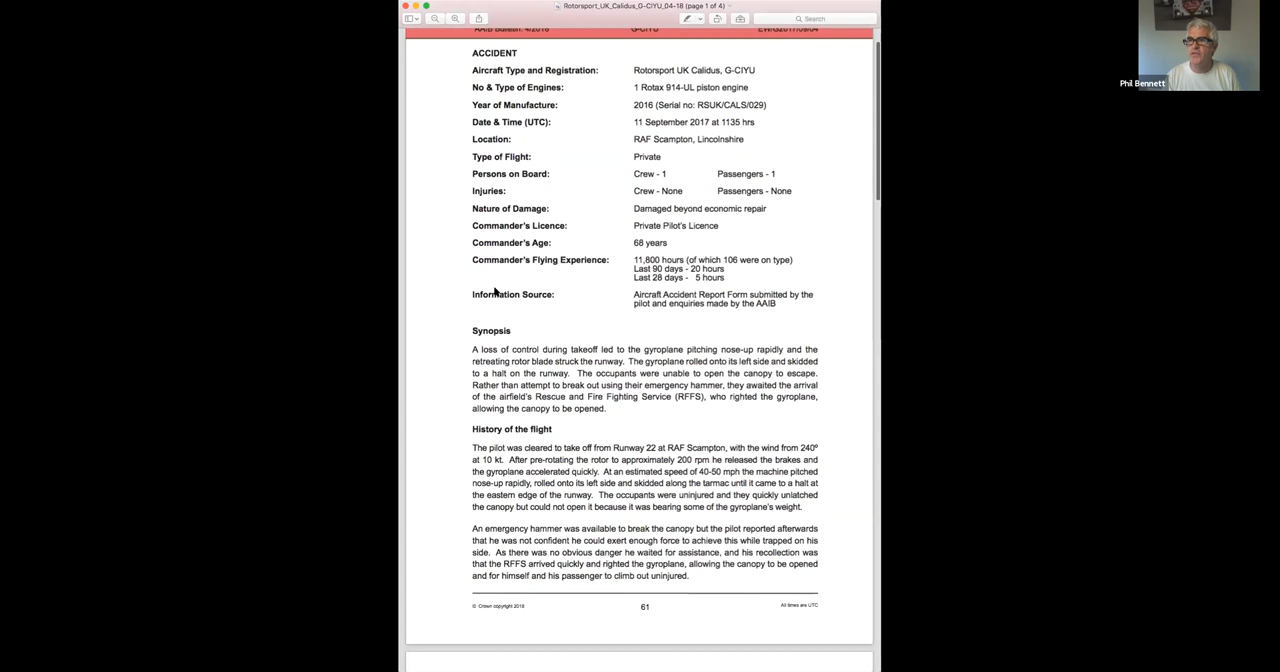 Rotorsport_UK_Calidus_G-CIYU_04-18 (page 1 of 4)
Search
Phil Bennett
AAIB Bulletin: 4/2018 G-CIYU EW/G2017/09/04
ACCIDENT
Aircraft Type and Registration: Rotorsport UK Calidus, G-CIYU
No & Type of Engines: 1 Rotax 914-UL piston engine
Year of Manufacture: 2016 (Serial no: RSUK/CALS/029)
Date & Time (UTC): 11 September 2017 at 1135 hrs
Location: RAF Scampton, Lincolnshire
Type of Flight: Private
Persons on Board: Crew - 1 Passengers - 1
Injuries: Crew - None Passengers - None
Nature of Damage: Damaged beyond economic repair
Commander's Licence: Private Pilot's Licence
Commander's Age: 68 years
Commander's Flying Experience: 11,800 hours (of which 106 were on type)
Last 90 days - 20 hours
Last 28 days - 5 hours
Information Source: Aircraft Accident Report Form submitted by the
pilot and enquiries made by the AAIB
Synopsis
A loss of control during takeoff led to the gyroplane pitching nose-up rapidly and the
retreating rotor blade struck the runway. The gyroplane rolled onto its left side and skidded
to a halt on the runway. The occupants were unable to open the canopy to escape.
Rather than attempt to break out using their emergency hammer, they awaited the arrival
of the airfield's Rescue and Fire Fighting Service (RFFS), who righted the gyroplane,
allowing the canopy to be opened.
History of the flight
The pilot was cleared to take off from Runway 22 at RAF Scampton, with the wind from 240º
at 10 kt. After pre-rotating the rotor to approximately 200 rpm he released the brakes and
the gyroplane accelerated quickly. At an estimated speed of 40-50 mph the machine pitched
nose-up rapidly, rolled onto its left side and skidded along the tarmac until it came to a halt at
the eastern edge of the runway. The occupants were uninjured and they quickly unlatched
the canopy but could not open it because it was bearing some of the gyroplane's weight.
An emergency hammer was available to break the canopy but the pilot reported afterwards
that he was not confident he could exert enough force to achieve this while trapped on his
side. As there was no obvious danger he waited for assistance, and his recollection was
that the RFFS arrived quickly and righted the gyroplane, allowing the canopy to be opened
and for himself and his passenger to climb out uninjured.
© Crown copyright 2018 61 All times are UTC